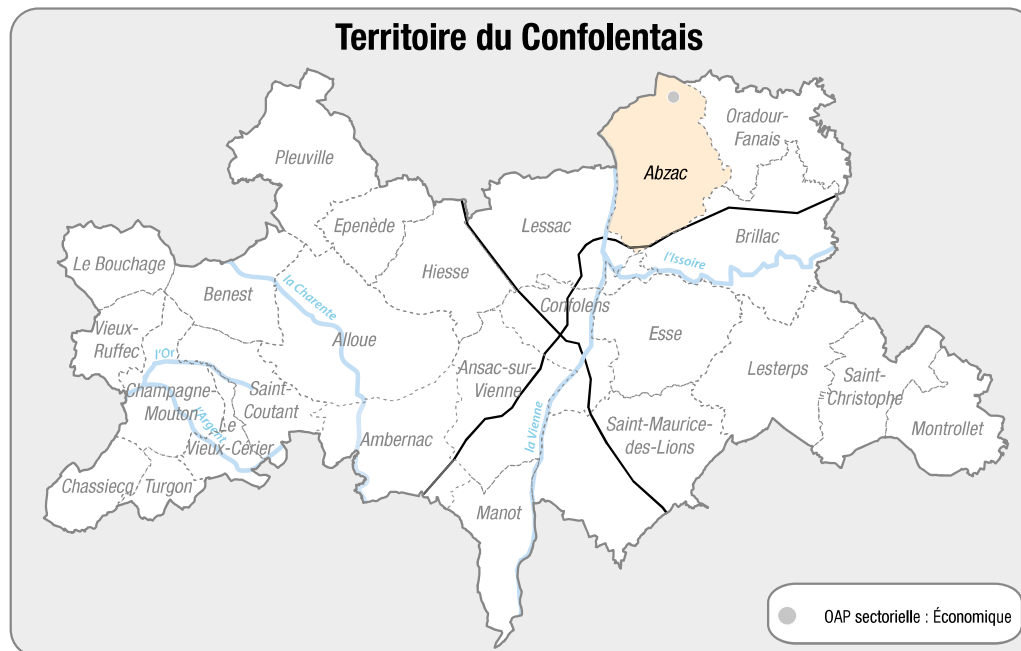 Territoire du Confolentais
Oradour-
Fanais
Pleuville
Abzac
Epenède
Lessac
Brillac
Le Bouchage
l'Issoire
Hiesse
Benest
la Charente
Confolens
Vieux-
Ruffec
Alloue
Esse
l'Or
Ansac-sur-
Vienne
Lesterps
Saint-
Christophe
Champagne-
Mouton
Saint-
Coutant
l'Argent
Le
Vieux-Cérier
Ambernac
la Vienne
Saint-Maurice-
des-Lions
Montrollet
Chassiecq
Turgon
Manot
OAP sectorielle : Économique